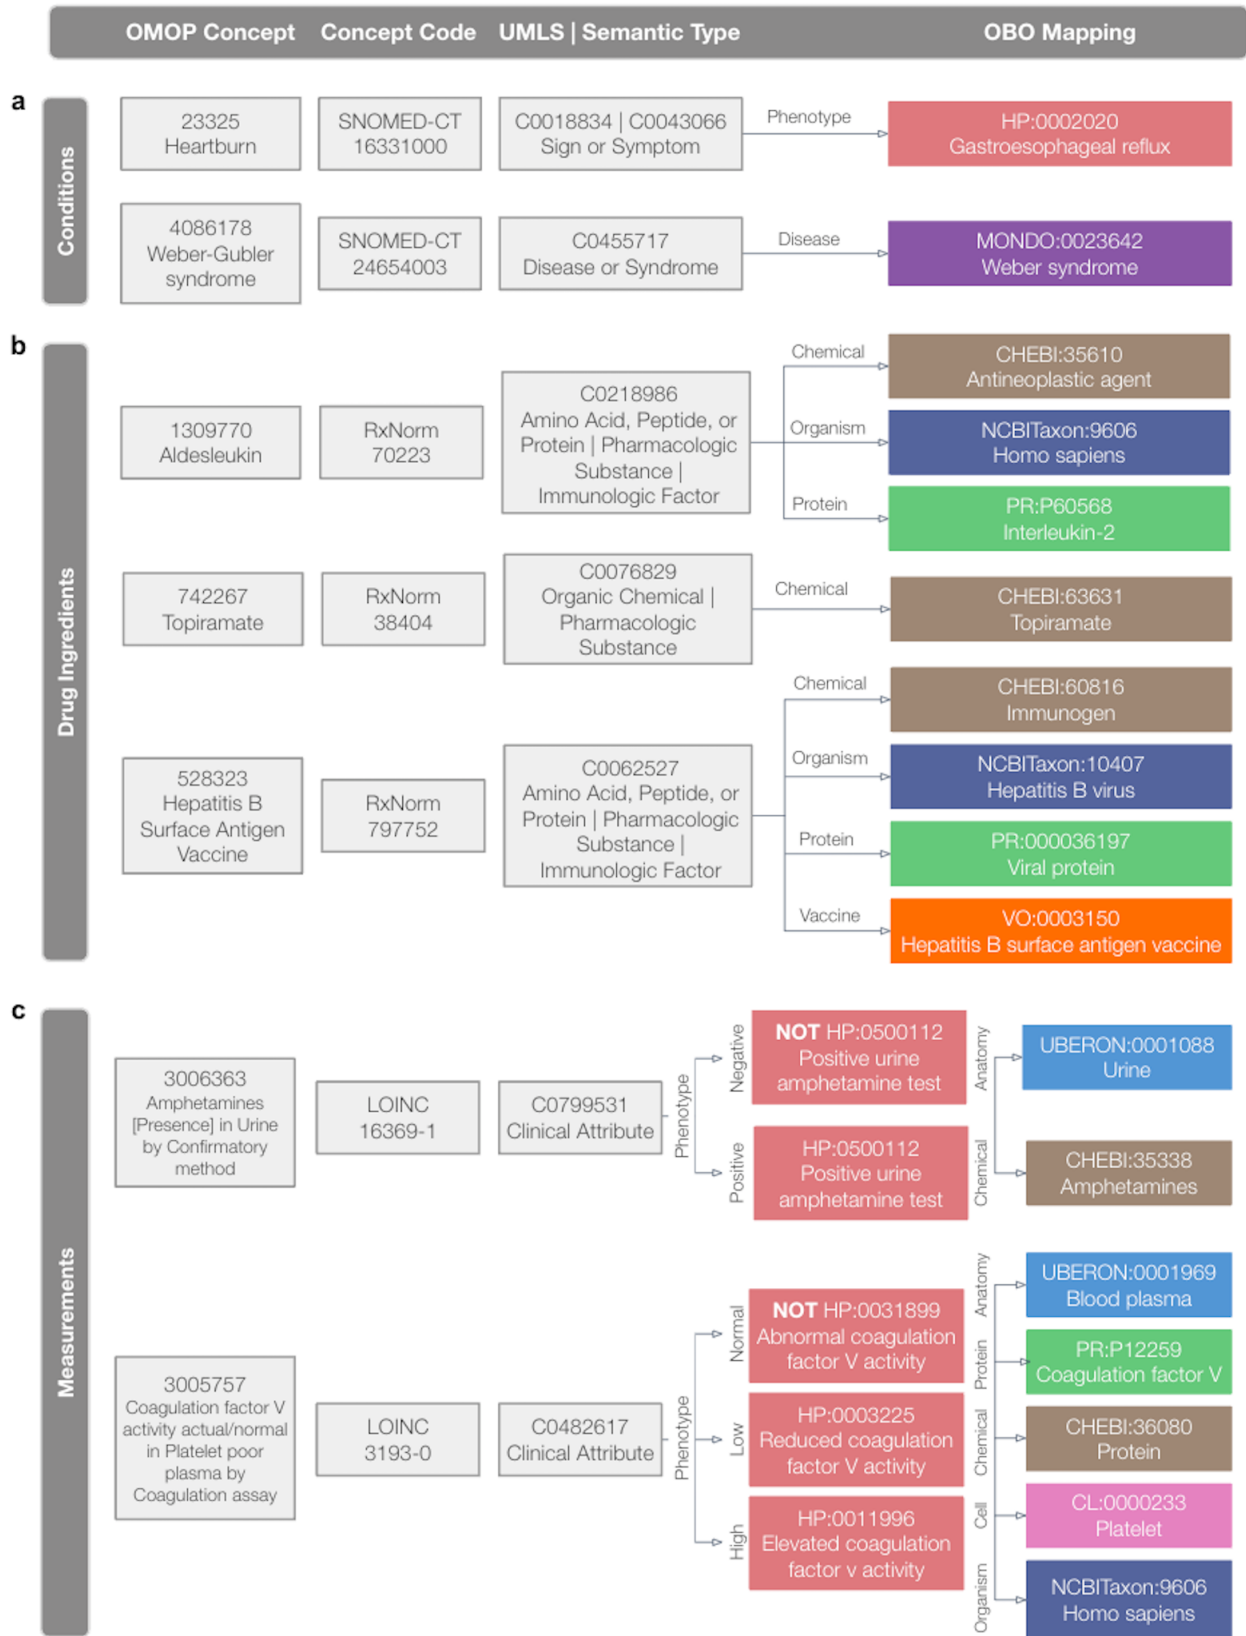 OMOP Concept Concept Code UMLS | Semantic Type OBO Mapping
a
Conditions
23325
Heartburn
SNOMED-CT
16331000
C0018834 | C0043066
Sign or Symptom
Phenotype
HP:0002020
Gastroesophageal reflux
4086178
Weber-Gubler
syndrome
SNOMED-CT
24654003
C0455717
Disease or Syndrome
Disease
MONDO:0023642
Weber syndrome
b
Drug Ingredients
1309770
Aldesleukin
RxNorm
70223
C0218986
Amino Acid, Peptide, or
Protein | Pharmacologic
Substance |
Immunologic Factor
Chemical
CHEBI:35610
Antineoplastic agent
Organism
NCBITaxon:9606
Homo sapiens
Protein
PR:P60568
Interleukin-2
742267
Topiramate
RxNorm
38404
C0076829
Organic Chemical |
Pharmacologic
Substance
Chemical
CHEBI:63631
Topiramate
528323
Hepatitis B
Surface Antigen
Vaccine
RxNorm
797752
C0062527
Amino Acid, Peptide, or
Protein | Pharmacologic
Substance |
Immunologic Factor
Chemical
CHEBI:60816
Immunogen
Organism
NCBITaxon:10407
Hepatitis B virus
Protein
PR:000036197
Viral protein
Vaccine
VO:0003150
Hepatitis B surface antigen vaccine
c
Measurements
3006363
Amphetamines
[Presence] in Urine
by Confirmatory
method
LOINC
16369-1
C0799531
Clinical Attribute
Phenotype
Negative
NOT HP:0500112
Positive urine
amphetamine test
Positive
HP:0500112
Positive urine
amphetamine test
Anatomy
UBERON:0001088
Urine
Chemical
CHEBI:35338
Amphetamines
3005757
Coagulation factor V
activity actual/normal
in Platelet poor
plasma by
Coagulation assay
LOINC
3193-0
C0482617
Clinical Attribute
Phenotype
Normal
NOT HP:0031899
Abnormal coagulation
factor V activity
Low
HP:0003225
Reduced coagulation
factor V activity
High
HP:0011996
Elevated coagulation
factor v activity
Anatomy
UBERON:0001969
Blood plasma
Protein
PR:P12259
Coagulation factor V
Chemical
CHEBI:36080
Protein
Cell
CL:0000233
Platelet
Organism
NCBITaxon:9606
Homo sapiens